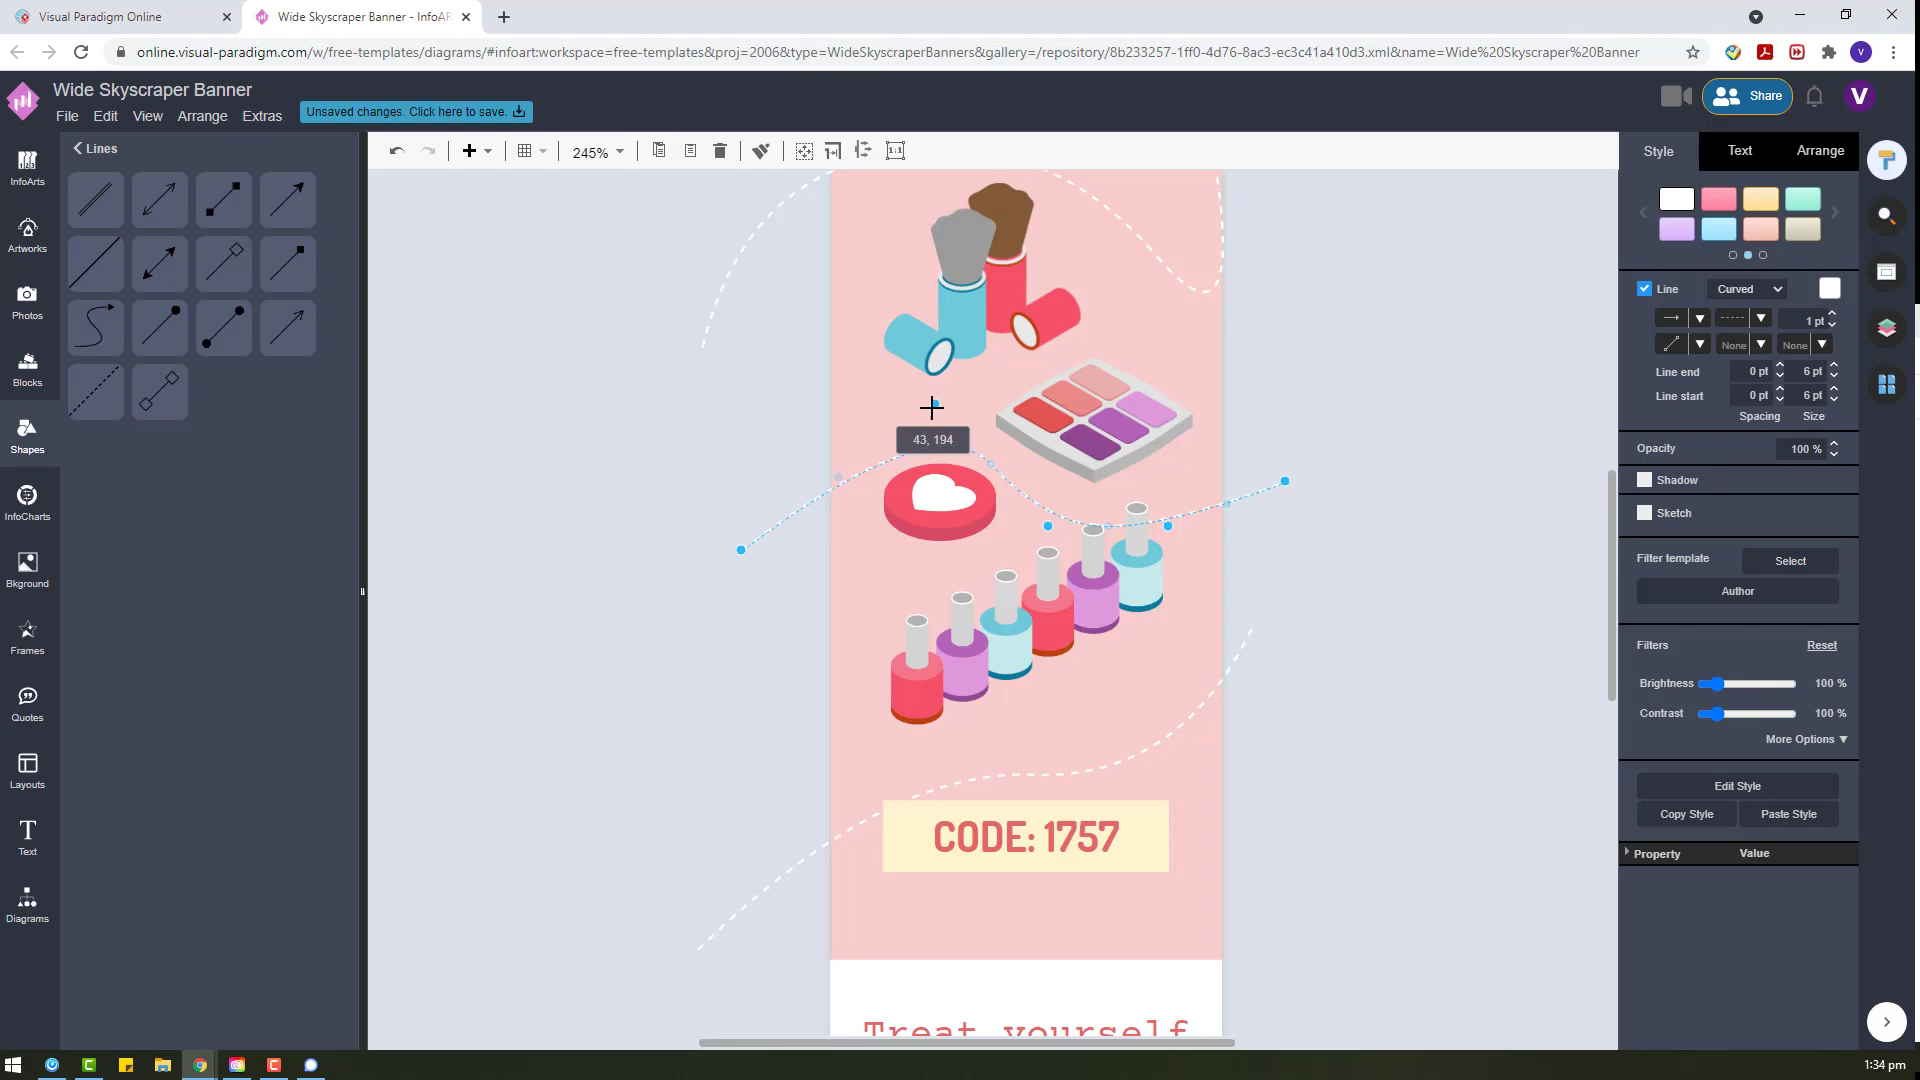 Visual Paradigm Online
Wide Skyscraper Banner - InfoAR
online.visual-paradigm.com/w/free-templates/diagrams/#infoart:workspace=free-templates&proj=2006&type=WideSkyscraperBanners&gallery=/repository/8b233257-1ff0-4d76-8ac3-ec3c41a410d3.xml&name=Wide%20Skyscraper%20Banner
V
Wide Skyscraper Banner
File Edit View Arrange Extras
Unsaved changes. Click here to save.
Share
V
Lines
245%
1:1
Style Text Arrange
InfoArts
Artworks
Photos
Blocks
Shapes
InfoCharts
Bkground
Frames
Quotes
Layouts
Text
Diagrams
43, 194
CODE: 1757
Treat yourself
Line Curved
1 pt
None None
Line end 0 pt 6 pt
Line start 0 pt 6 pt
Spacing Size
Opacity 100 %
Shadow
Sketch
Filter template Select
Author
Filters Reset
Brightness 100 %
Contrast 100 %
More Options ▼
Edit Style
Copy Style Paste Style
Property Value
1:34 pm